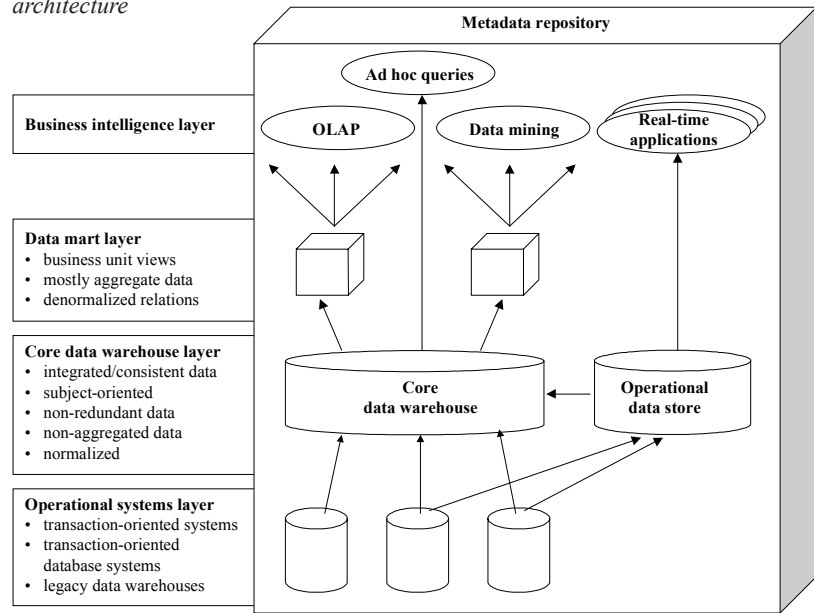 architecture
Metadata repository
Ad hoc queries
Business intelligence layer
OLAP
Data mining
Real-time
applications
Data mart layer
• business unit views
• mostly aggregate data
• denormalized relations
Core data warehouse layer
• integrated/consistent data
• subject-oriented
• non-redundant data
• non-aggregated data
• normalized
Core
data warehouse
Operational
data store
Operational systems layer
• transaction-oriented systems
• transaction-oriented
database systems
• legacy data warehouses